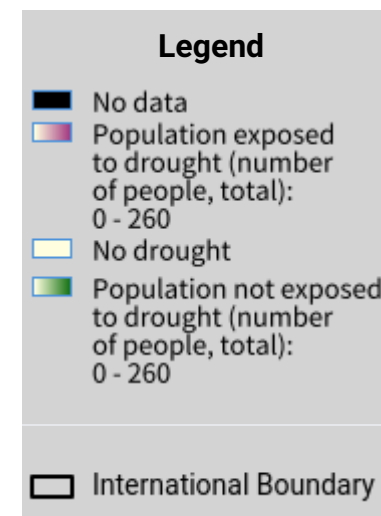 Legend
No data
Population exposed
to drought (number
of people, total):
0 - 260
No drought
Population not exposed
to drought (number
of people, total):
0 - 260
International Boundary